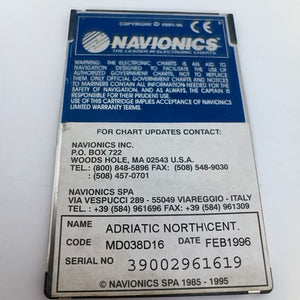 COPYRIGHT © 1991-95
CE
NAVIONICS®
THE LEADER IN ELECTRONIC CHARTS
WARNING: THE ELECTRONIC CHARTS IS AN AID TO
NAVIGATION DESIGNED TO FACILITATE THE USE OF
AUTHORIZED GOVERNMENT CHARTS, NOT TO REPLACE
THEM. ONLY OFFICIAL GOVERNMENT CHARTS AND NOTICES
TO MARINERS CONTAIN ALL INFORMATION NEEDED FOR THE
SAFETY OF NAVIGATION, AND AS ALWAYS, THE CAPTAIN IS
RESPONSIBLE FOR THEIR PRUDENT USE.
USE OF THIS CARTRIDGE IMPLIES ACCEPTANCE OF NAVIONICS'
LIMITED WARRANTY TERMS.
FOR CHART UPDATES CONTACT:
NAVIONICS INC.
P.O. BOX 722
WOODS HOLE, MA 02543 U.S.A.
TEL.: (800) 848-5896 FAX: (508) 548-9030
: (508) 457-0701
NAVIONICS SPA
VIA VESPUCCI 289 - 55049 VIAREGGIO - ITALY
TEL.: +39 (584) 961696 FAX: +39 (584) 961309
NAME ADRIATIC NORTH\CENT.
CODE MD038D16 DATE FEB1996
SERIAL NO 39002961619
© NAVIONICS SPA 1985 - 1995